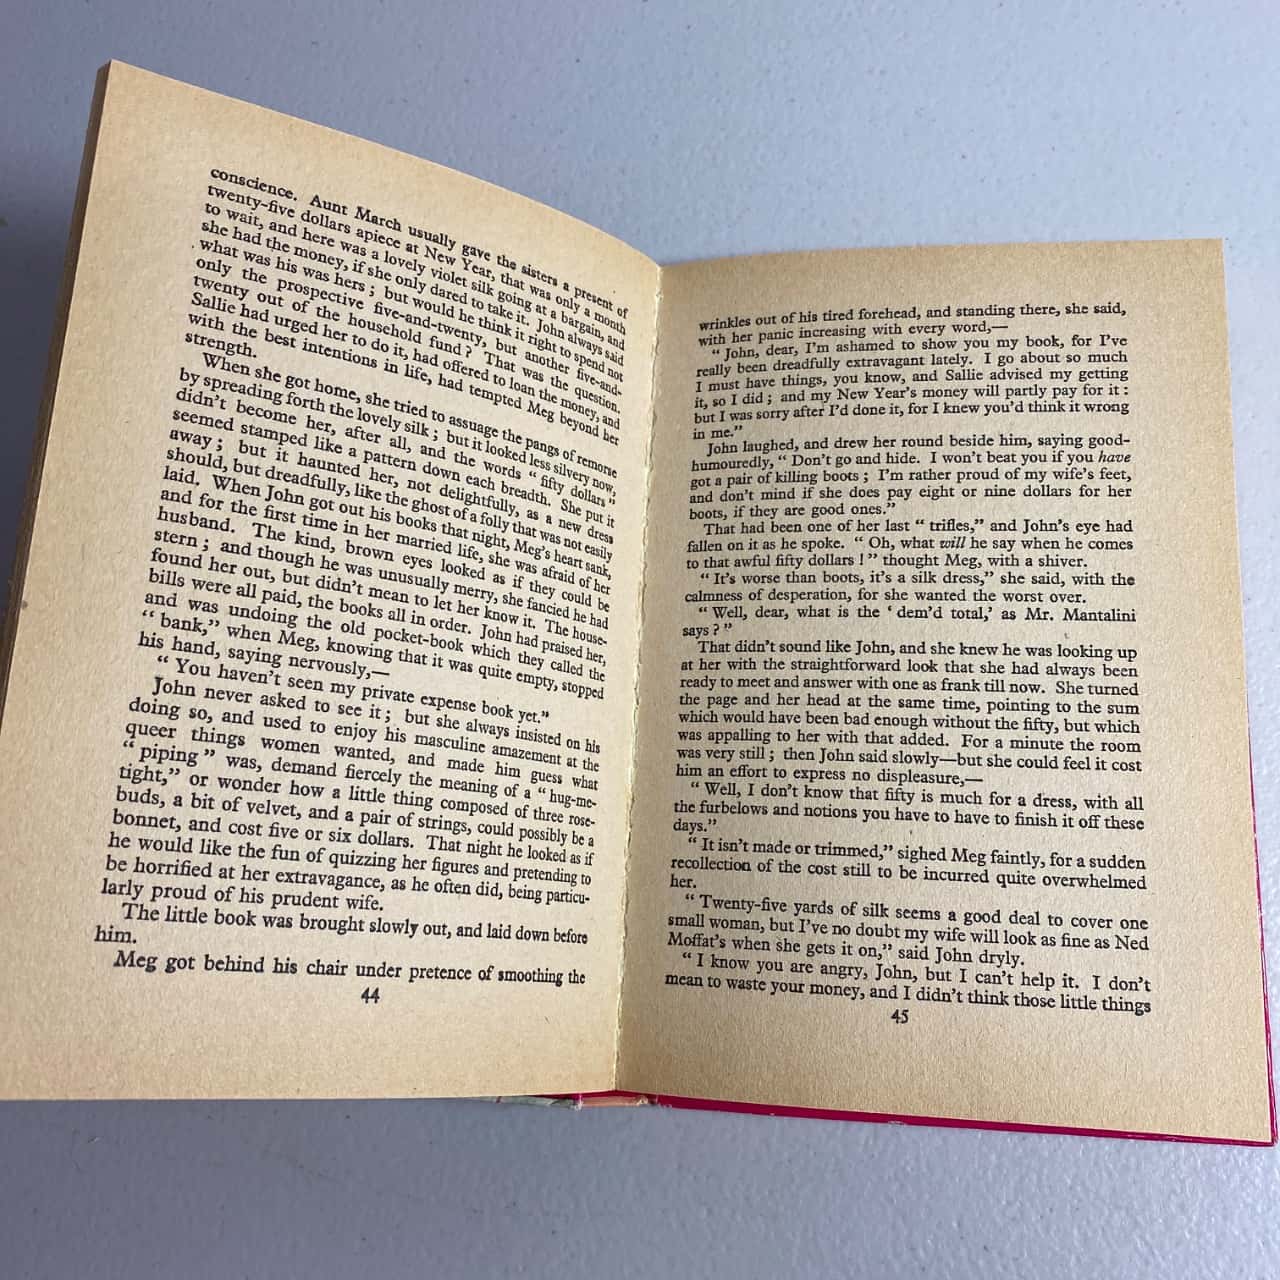 conscience. Aunt March usually gave the sisters a present of
twenty-five dollars apiece at New Year, that was only a month
to wait, and here was a lovely violet silk going at a bargain, and
she had the money, if she only dared to take it. John always said
what was his was hers ; but would he think it right to spend not
only the prospective five-and-twenty, but another five-and-
twenty out of the household fund ? That was the question.
Sallie had urged her to do it, had offered to loan the money, and
with the best intentions in life, had tempted Meg beyond her
strength.
When she got home, she tried to assuage the pangs of remorse
by spreading forth the lovely silk ; but it looked less silvery now,
didn't become her, after all, and the words “ fifty dollars ”
seemed stamped like a pattern down each breadth. She put it
away ; but it haunted her, not delightfully, as a new dress
should, but dreadfully, like the ghost of a folly that was not easily
laid. When John got out his books that night, Meg's heart sank,
and for the first time in her married life, she was afraid of her
husband. The kind, brown eyes looked as if they could be
stern ; and though he was unusually merry, she fancied he had
found her out, but didn't mean to let her know it. The house-
bills were all paid, the books all in order. John had praised her,
and was undoing the old pocket-book which they called the
“ bank,” when Meg, knowing that it was quite empty, stopped
his hand, saying nervously,—
“ You haven't seen my private expense book yet.”
John never asked to see it ; but she always insisted on his
doing so, and used to enjoy his masculine amazement at the
queer things women wanted, and made him guess what
“ piping ” was, demand fiercely the meaning of a “ hug-me-
tight,” or wonder how a little thing composed of three rose-
buds, a bit of velvet, and a pair of strings, could possibly be a
bonnet, and cost five or six dollars. That night he looked as if
he would like the fun of quizzing her figures and pretending to
be horrified at her extravagance, as he often did, being particu-
larly proud of his prudent wife.
The little book was brought slowly out, and laid down before
him.
Meg got behind his chair under pretence of smoothing the
44
wrinkles out of his tired forehead, and standing there, she said,
with her panic increasing with every word,—
“ John, dear, I'm ashamed to show you my book, for I've
really been dreadfully extravagant lately. I go about so much
I must have things, you know, and Sallie advised my getting
it, so I did ; and my New Year's money will partly pay for it :
but I was sorry after I'd done it, for I knew you'd think it wrong
in me.”
John laughed, and drew her round beside him, saying good-
humouredly, “ Don't go and hide. I won't beat you if you have
got a pair of killing boots ; I'm rather proud of my wife's feet,
and don't mind if she does pay eight or nine dollars for her
boots, if they are good ones.”
That had been one of her last “ trifles,” and John's eye had
fallen on it as he spoke. “ Oh, what will he say when he comes
to that awful fifty dollars ! ” thought Meg, with a shiver.
“ It's worse than boots, it's a silk dress,” she said, with the
calmness of desperation, for she wanted the worst over.
“ Well, dear, what is the ‘ dem'd total,’ as Mr. Mantalini
says ? ”
That didn't sound like John, and she knew he was looking up
at her with the straightforward look that she had always been
ready to meet and answer with one as frank till now. She turned
the page and her head at the same time, pointing to the sum
which would have been bad enough without the fifty, but which
was appalling to her with that added. For a minute the room
was very still ; then John said slowly—but she could feel it cost
him an effort to express no displeasure,—
“ Well, I don't know that fifty is much for a dress, with all
the furbelows and notions you have to have to finish it off these
days.”
“ It isn't made or trimmed,” sighed Meg faintly, for a sudden
recollection of the cost still to be incurred quite overwhelmed
her.
“ Twenty-five yards of silk seems a good deal to cover one
small woman, but I've no doubt my wife will look as fine as Ned
Moffat's when she gets it on,” said John dryly.
“ I know you are angry, John, but I can't help it. I don't
mean to waste your money, and I didn't think those little things
45